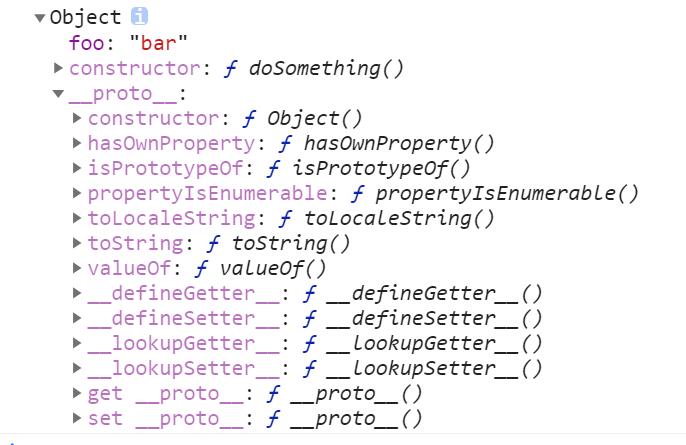 Object i
foo: "bar"
constructor: ƒ doSomething()
__proto__:
constructor: ƒ Object()
hasOwnProperty: ƒ hasOwnProperty()
isPrototypeOf: ƒ isPrototypeOf()
propertyIsEnumerable: ƒ propertyIsEnumerable()
toLocaleString: ƒ toLocaleString()
toString: ƒ toString()
valueOf: ƒ valueOf()
__defineGetter__: ƒ __defineGetter__()
__defineSetter__: ƒ __defineSetter__()
__lookupGetter__: ƒ __lookupGetter__()
__lookupSetter__: ƒ __lookupSetter__()
get __proto__: ƒ __proto__()
set __proto__: ƒ __proto__()